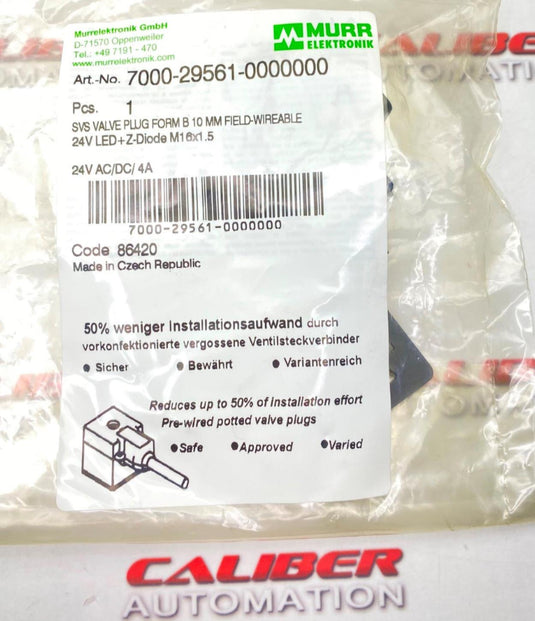 Murrelektronik GmbH
D-71570 Oppenweiler
Tel.: +49 7191 - 470
www.murrelektronik.com
MURR
ELEKTRONIK
Art.-No. 7000-29561-0000000
Pcs. 1
SVS VALVE PLUG FORM B 10 MM FIELD-WIREABLE
24V LED+Z-Diode M16x1.5
24V AC/DC/ 4A
7000-29561-0000000
Code 86420
Made in Czech Republic
50% weniger Installationsaufwand durch
vorkonfektionierte vergossene Ventilsteckverbinder
• Sicher • Bewährt • Variantenreich
Reduces up to 50% of installation effort
Pre-wired potted valve plugs
• Safe • Approved • Varied
CALIBER
AUTOMATION
CALIBER
AUTOMATION